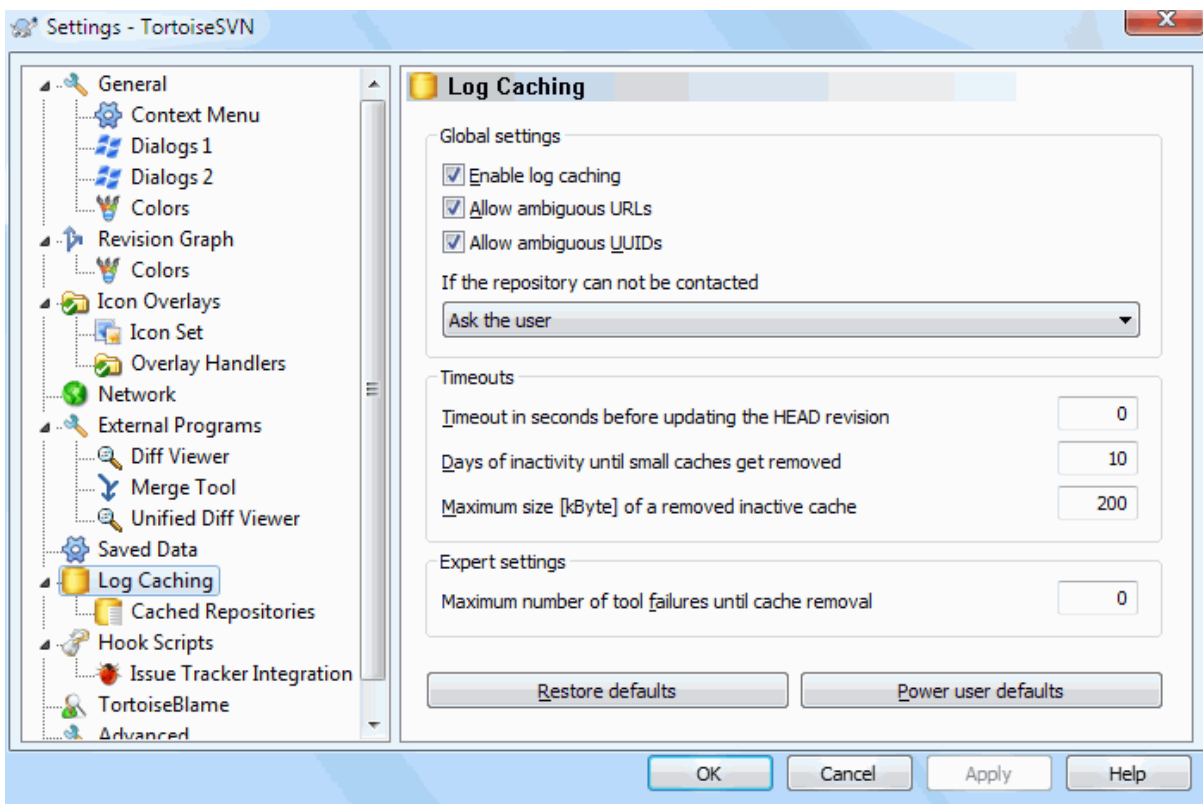 Settings - TortoiseSVN
General
Context Menu
Dialogs 1
Dialogs 2
Colors
Revision Graph
Colors
Icon Overlays
Icon Set
Overlay Handlers
Network
External Programs
Diff Viewer
Merge Tool
Unified Diff Viewer
Saved Data
Log Caching
Cached Repositories
Hook Scripts
Issue Tracker Integration
TortoiseBlame
Advanced
Log Caching
Global settings
Enable log caching
Allow ambiguous URLs
Allow ambiguous UUIDs
If the repository can not be contacted
Ask the user
Timeouts
Timeout in seconds before updating the HEAD revision 0
Days of inactivity until small caches get removed 10
Maximum size [kByte] of a removed inactive cache 200
Expert settings
Maximum number of tool failures until cache removal 0
Restore defaults Power user defaults
OK Cancel Apply Help